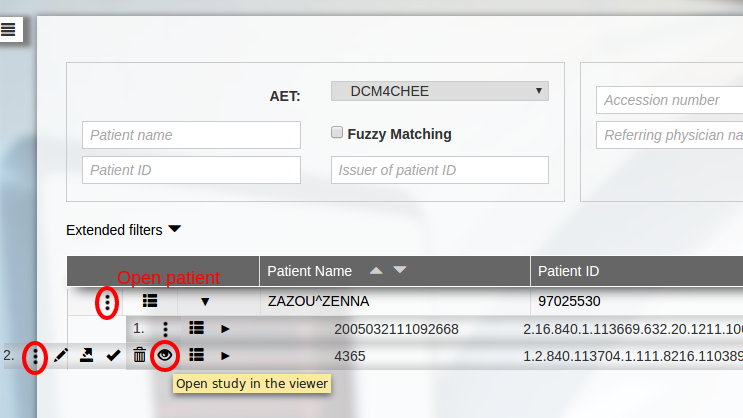 AET:
DCM4CHEE
Accession number
Patient name
Fuzzy Matching
Referring physician na
Patient ID
Issuer of patient ID
Extended filters
Open patient
Patient Name
Patient ID
ZAZOU^ZENNA
97025530
1.
2005032111092668
2.16.840.1.113669.632.20.1211.100
2.
4365
1.2.840.113704.1.111.8216.110389
Open study in the viewer